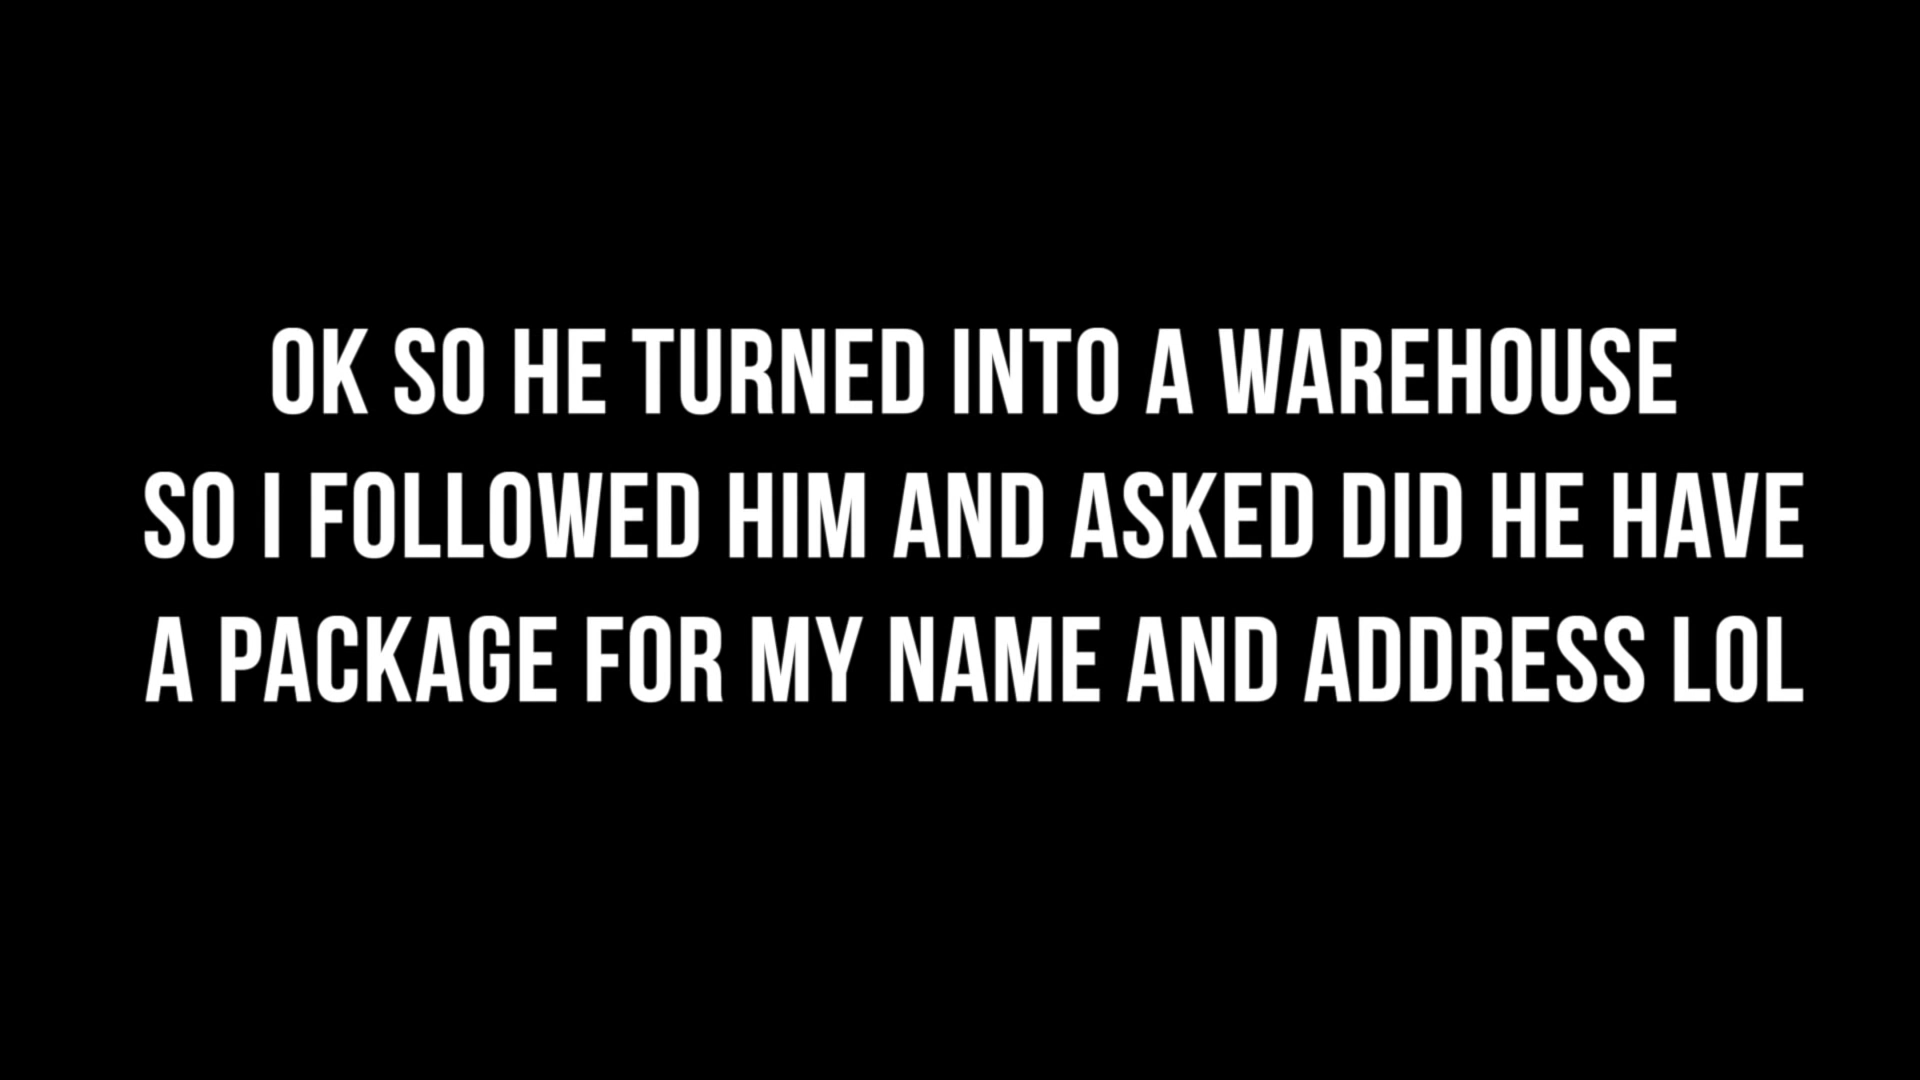 OK SO HE TURNED INTO A WAREHOUSE
SO I FOLLOWED HIM AND ASKED DID HE HAVE
A PACKAGE FOR MY NAME AND ADDRESS LOL